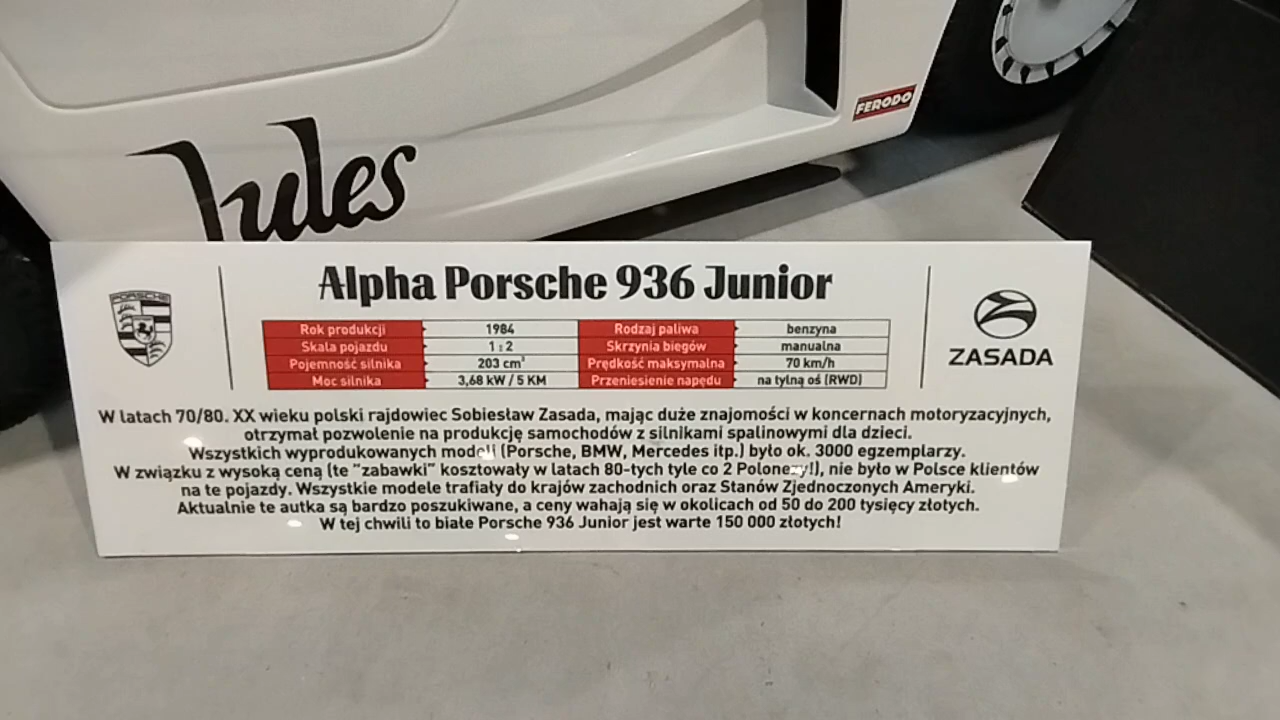 FERODO
Jules
PORSCHE
Alpha Porsche 936 Junior
ZASADA
Rok produkcji 1984 Rodzaj paliwa benzyna
Skala pojazdu 1:2 Skrzynia biegów manualna
Pojemność silnika 203 cm³ Prędkość maksymalna 70 km/h
Moc silnika 3,68 kW / 5 KM Przeniesienie napędu na tylną oś (RWD)
W latach 70/80. XX wieku polski rajdowiec Sobiesław Zasada, mając duże znajomości w koncernach motoryzacyjnych,
otrzymał pozwolenie na produkcję samochodów z silnikami spalinowymi dla dzieci.
Wszystkich wyprodukowanych modeli (Porsche, BMW, Mercedes itp.) było ok. 3000 egzemplarzy.
W związku z wysoką ceną (te "zabawki" kosztowały w latach 80-tych tyle co 2 Polonezy!), nie było w Polsce klientów
na te pojazdy. Wszystkie modele trafiały do krajów zachodnich oraz Stanów Zjednoczonych Ameryki.
Aktualnie te autka są bardzo poszukiwane, a ceny wahają się w okolicach od 50 do 200 tysięcy złotych.
W tej chwili to białe Porsche 936 Junior jest warte 150 000 złotych!